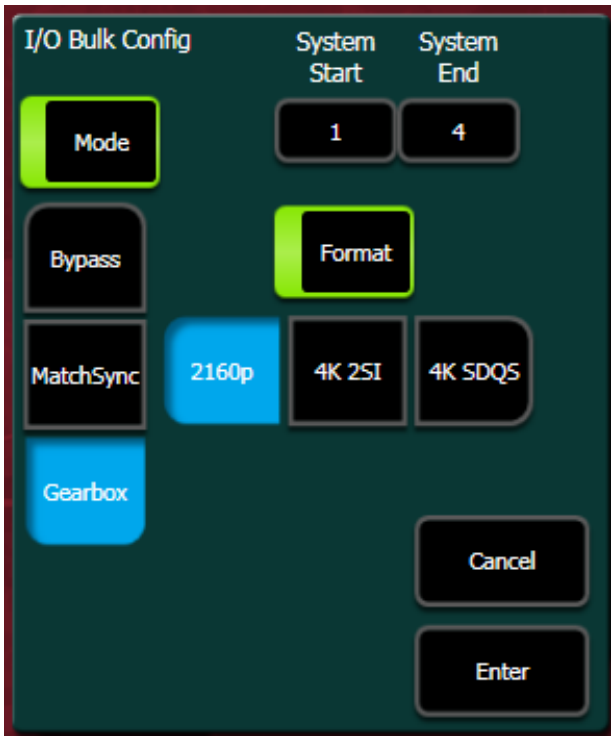 I/O Bulk Config
System
Start
System
End
Mode
1
4
Bypass
Format
MatchSync
2160p
4K 2SI
4K SDQS
Gearbox
Cancel
Enter